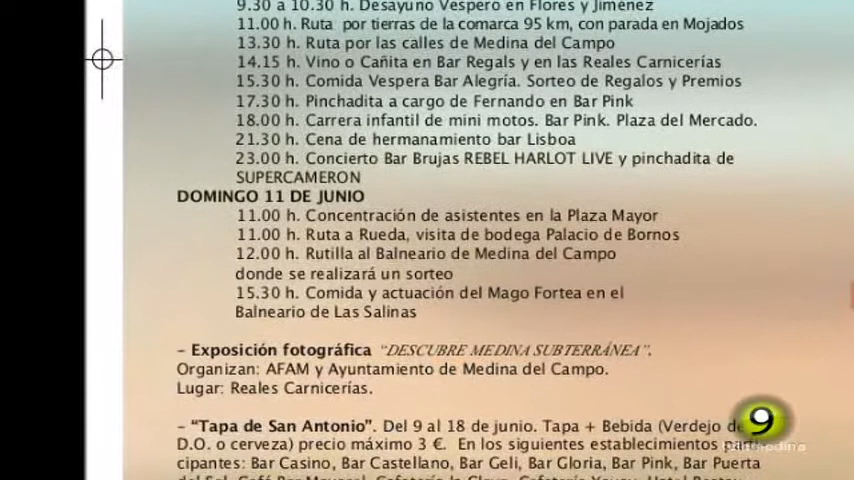 9.30 a 10.30 h. Desayuno Vespero en Flores y Jiménez
11.00 h. Ruta por tierras de la comarca 95 km, con parada en Mojados
13.30 h. Ruta por las calles de Medina del Campo
14.15 h. Vino o Cañita en Bar Regals y en las Reales Carnicerías
15.30 h. Comida Vespera Bar Alegría. Sorteo de Regalos y Premios
17.30 h. Pinchadita a cargo de Fernando en Bar Pink
18.00 h. Carrera infantil de mini motos. Bar Pink. Plaza del Mercado.
21.30 h. Cena de hermanamiento bar Lisboa
23.00 h. Concierto Bar Brujas REBEL HARLOT LIVE y pinchadita de
SUPERCAMERON
DOMINGO 11 DE JUNIO
11.00 h. Concentración de asistentes en la Plaza Mayor
11.00 h. Ruta a Rueda, visita de bodega Palacio de Bornos
12.00 h. Rutilla al Balneario de Medina del Campo
donde se realizará un sorteo
15.30 h. Comida y actuación del Mago Fortea en el
Balneario de Las Salinas
- Exposición fotográfica "DESCUBRE MEDINA SUBTERRÁNEA".
Organizan: AFAM y Ayuntamiento de Medina del Campo.
Lugar: Reales Carnicerías.
- "Tapa de San Antonio". Del 9 al 18 de junio. Tapa + Bebida (Verdejo de
D.O. o cerveza) precio máximo 3 €. En los siguientes establecimientos parti
cipantes: Bar Casino, Bar Castellano, Bar Geli, Bar Gloria, Bar Pink, Bar Puerta
del Sol, Café Bar
9